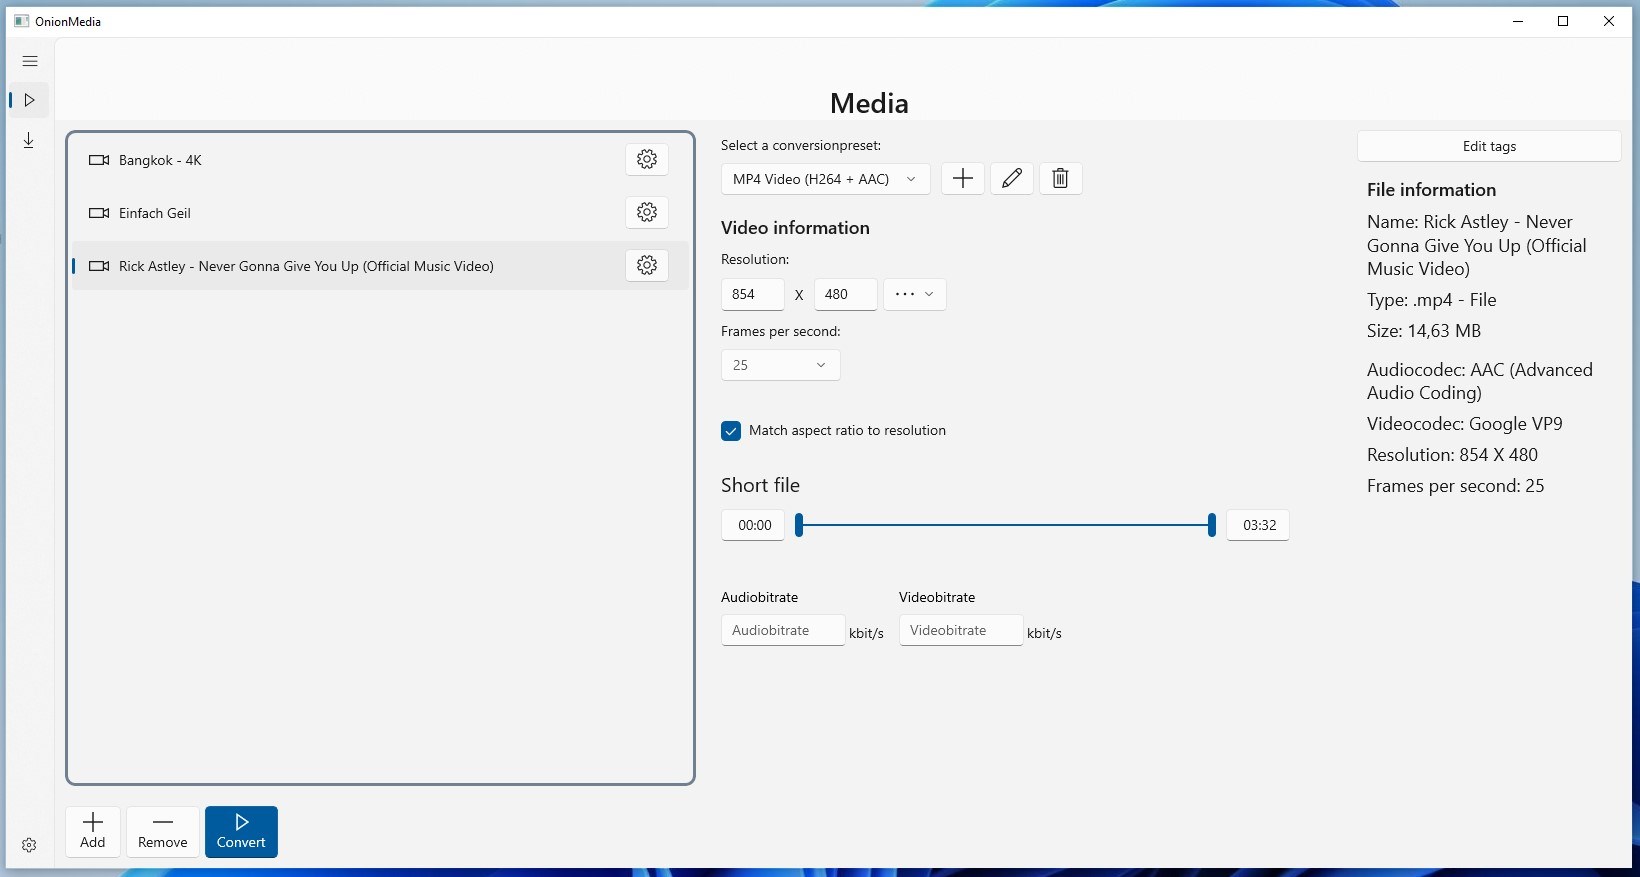 OnionMedia
Media
Bangkok - 4K
Einfach Geil
Rick Astley - Never Gonna Give You Up (Official Music Video)
Add
Remove
Convert
Select a conversionpreset:
MP4 Video (H264 + AAC)
Video information
Resolution:
854 X 480 ···
Frames per second:
25
Match aspect ratio to resolution
Short file
00:00 03:32
Audiobitrate Videobitrate
Audiobitrate kbit/s Videobitrate kbit/s
Edit tags
File information
Name: Rick Astley - Never
Gonna Give You Up (Official
Music Video)
Type: .mp4 - File
Size: 14,63 MB
Audiocodec: AAC (Advanced
Audio Coding)
Videocodec: Google VP9
Resolution: 854 X 480
Frames per second: 25